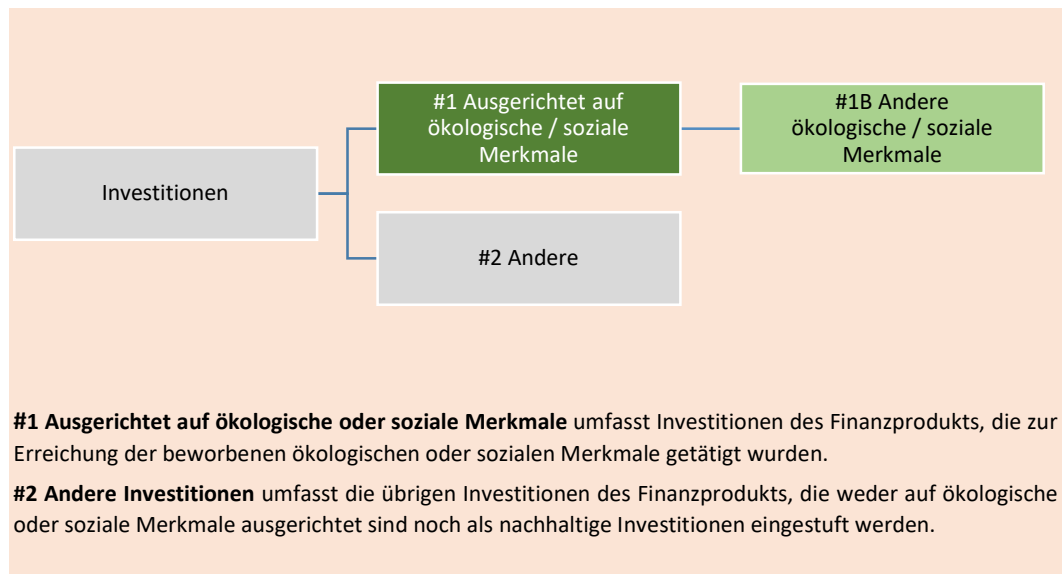 #1 Ausgerichtet auf
ökologische / soziale
Merkmale
#1B Andere
ökologische / soziale
Merkmale
Investitionen
#2 Andere
#1 Ausgerichtet auf ökologische oder soziale Merkmale umfasst Investitionen des Finanzprodukts, die zur
Erreichung der beworbenen ökologischen oder sozialen Merkmale getätigt wurden.
#2 Andere Investitionen umfasst die übrigen Investitionen des Finanzprodukts, die weder auf ökologische
oder soziale Merkmale ausgerichtet sind noch als nachhaltige Investitionen eingestuft werden.